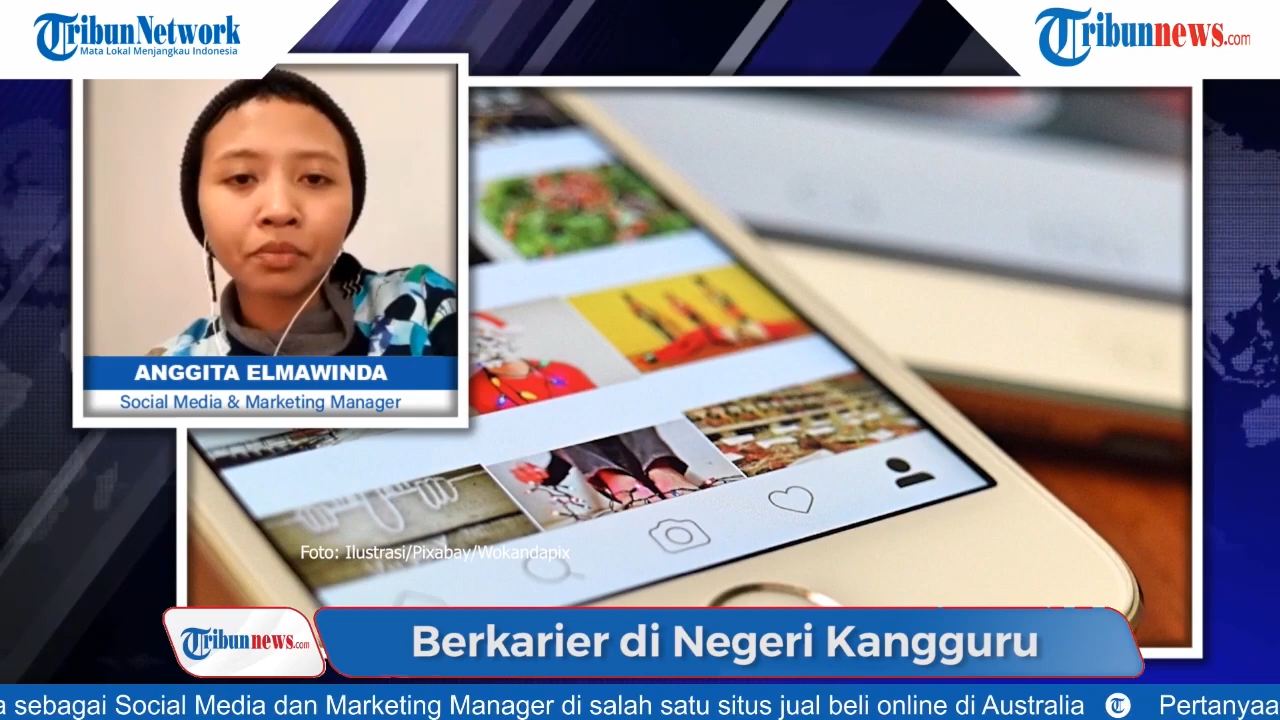 TribunNetwork
Mata Lokal Menjangkau Indonesia
Tribunnews.com
ANGGITA ELMAWINDA
Social Media & Marketing Manager
Foto: Ilustrasi/Pixabay/Wokandapix
Tribunnews.com
Berkarier di Negeri Kangguru
a sebagai Social Media dan Marketing Manager di salah satu situs jual beli online di Australia T Pertanyaa